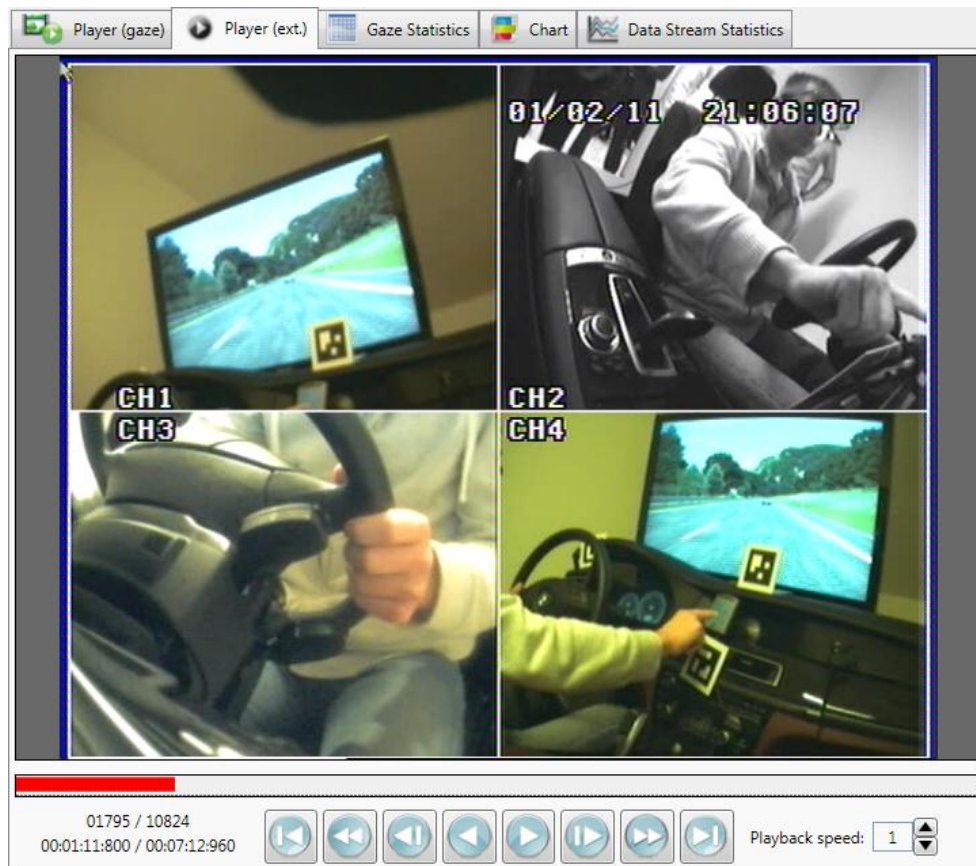 Player (gaze)
Player (ext.)
Gaze Statistics
Chart
Data Stream Statistics
01/02/11 21:06:07
CH1
CH2
CH3
CH4
01795 / 10824
00:01:11:800 / 00:07:12:960
Playback speed: 1